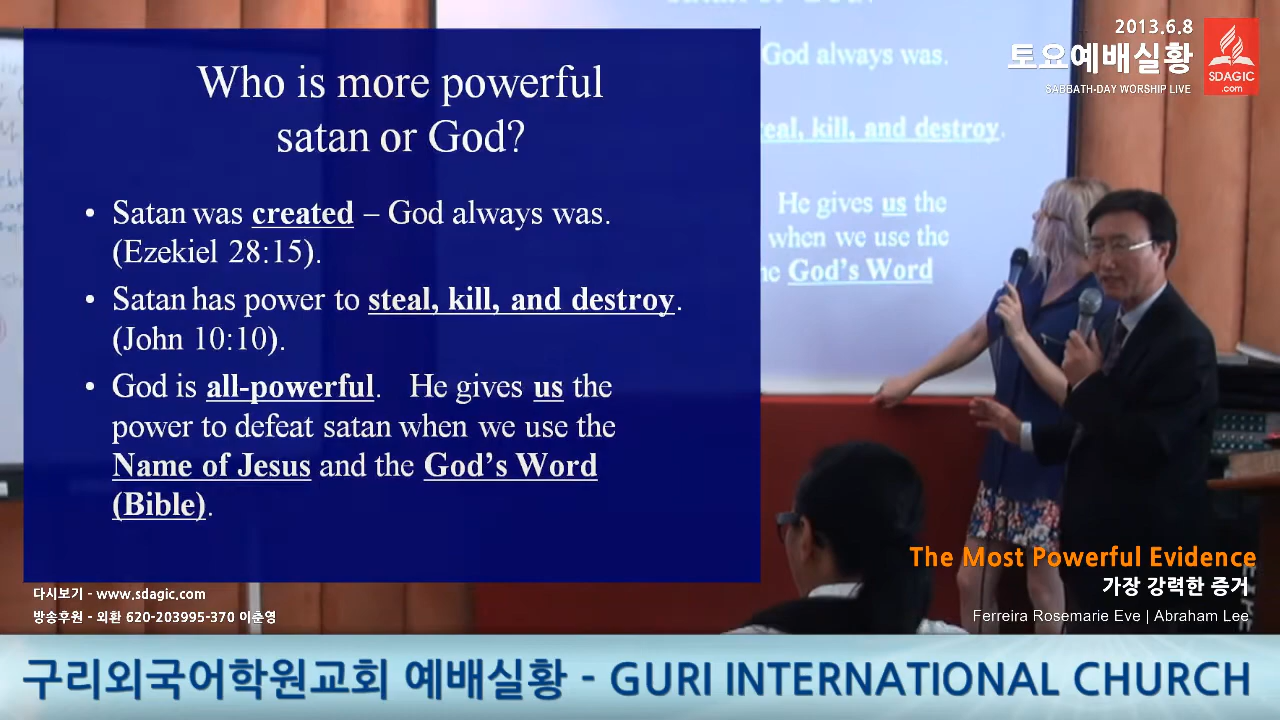 Who is more powerful
satan or God?
• Satan was created – God always was.
(Ezekiel 28:15).
• Satan has power to steal, kill, and destroy.
(John 10:10).
• God is all-powerful. He gives us the
power to defeat satan when we use the
Name of Jesus and the God's Word
(Bible).
God always was.
eal, kill, and destroy.
He gives us the
when we use the
God's Word
2013.6.8
토요예배실황
SABBATH-DAY WORSHIP LIVE
SDAGIC
.com
The Most Powerful Evidence
가장 강력한 증거
Ferreira Rosemarie Eve | Abraham Lee
다시보기 - www.sdagic.com
방송후원 - 외환 620-203995-370 이춘영
구리외국어학원교회 예배실황 - GURI INTERNATIONAL CHURCH